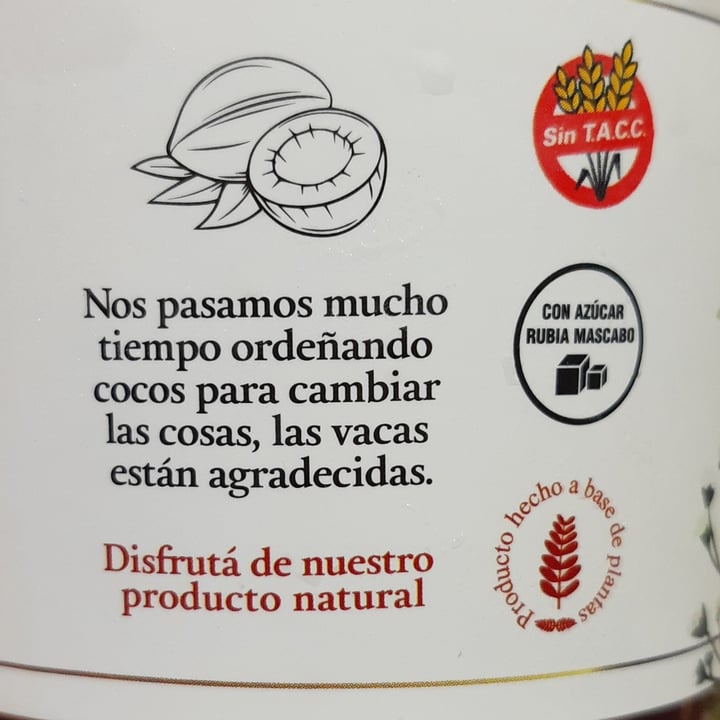 Sin T.A.C.C.
Nos pasamos mucho
tiempo ordeñando
cocos para cambiar
las cosas, las vacas
están agradecidas.
CON AZÚCAR
RUBIA MASCABO
Disfrutá de nuestro
producto natural
Producto hecho a base de plantas